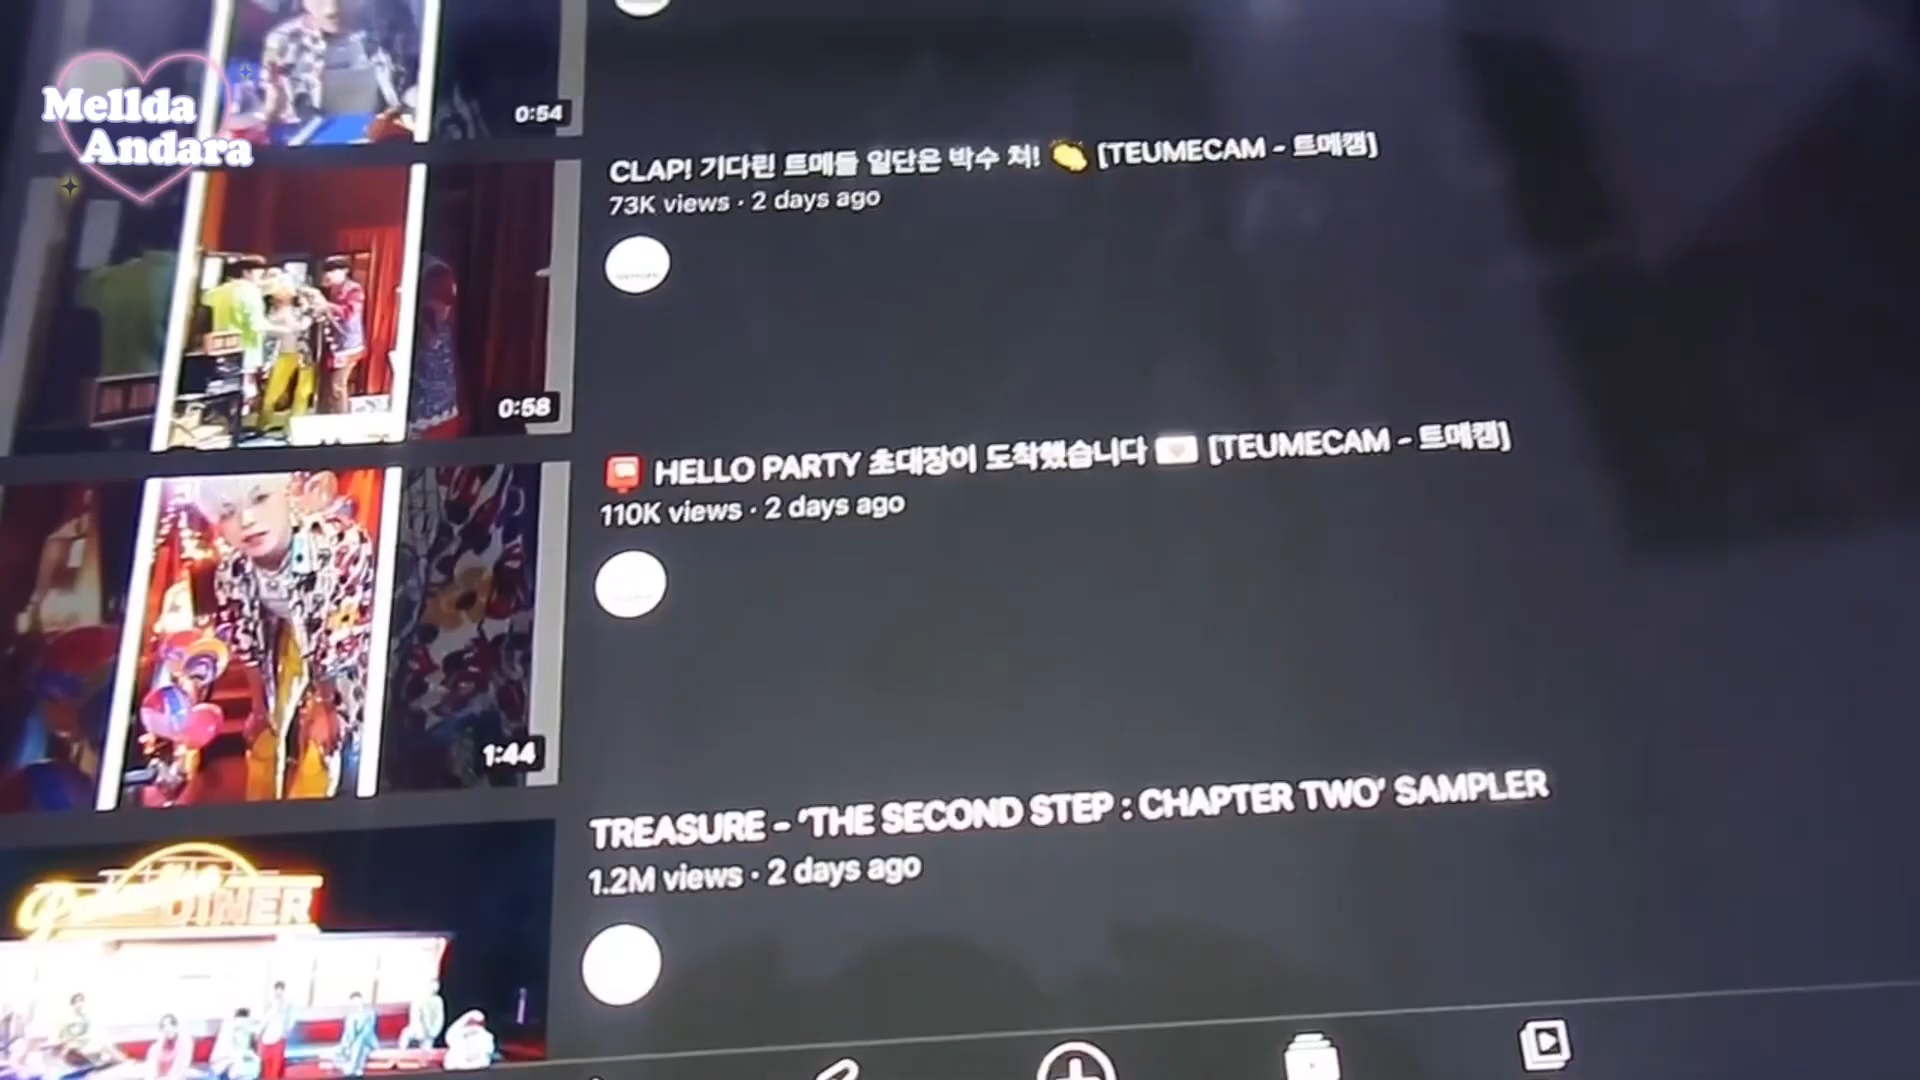 Mellda
Andara
0:54
CLAP! 기다린 트메들 일단은 박수 쳐! 👏 [TEUMECAM - 트메캠]
73K views · 2 days ago
0:58
📮 HELLO PARTY 초대장이 도착했습니다 💌 [TEUMECAM - 트메캠]
110K views · 2 days ago
1:44
TREASURE – ‘THE SECOND STEP : CHAPTER TWO’ SAMPLER
1.2M views · 2 days ago
DINER